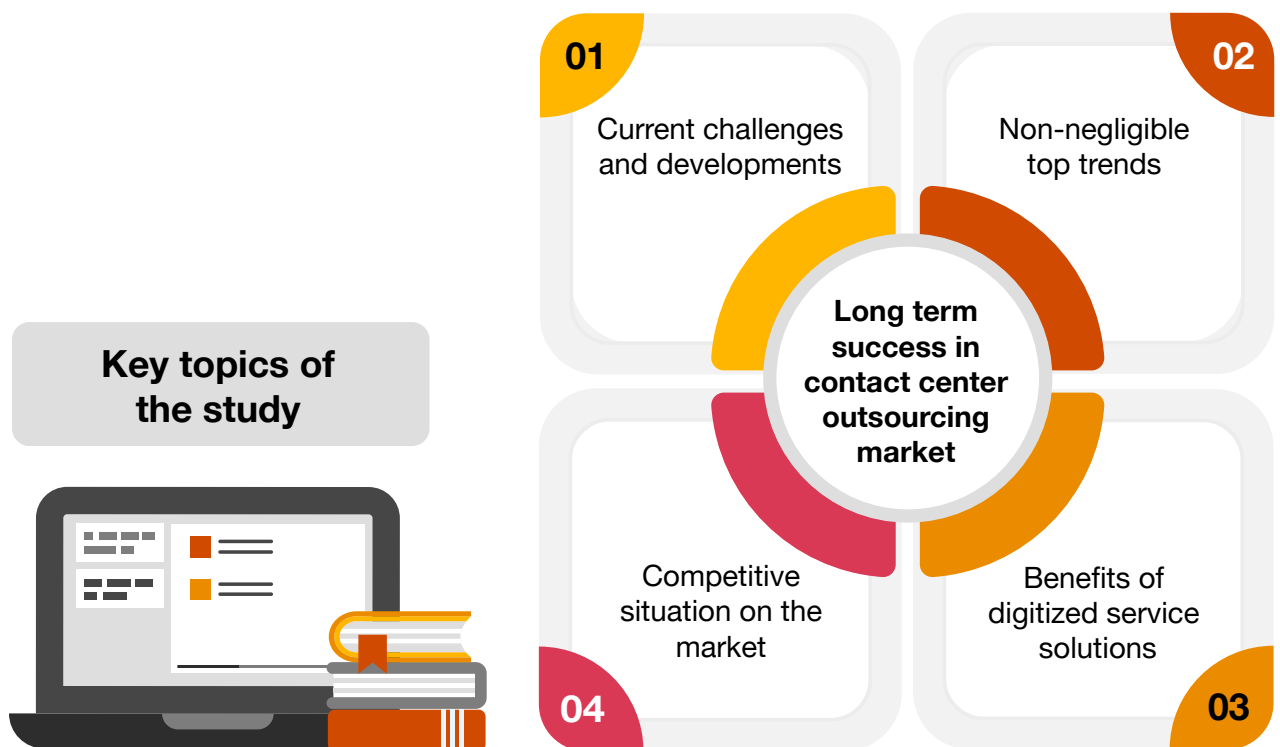 Key topics of
the study
01
Current challenges
and developments
02
Non-negligible
top trends
Long term
success in
contact center
outsourcing
market
03
Benefits of
digitized service
solutions
04
Competitive
situation on the
market